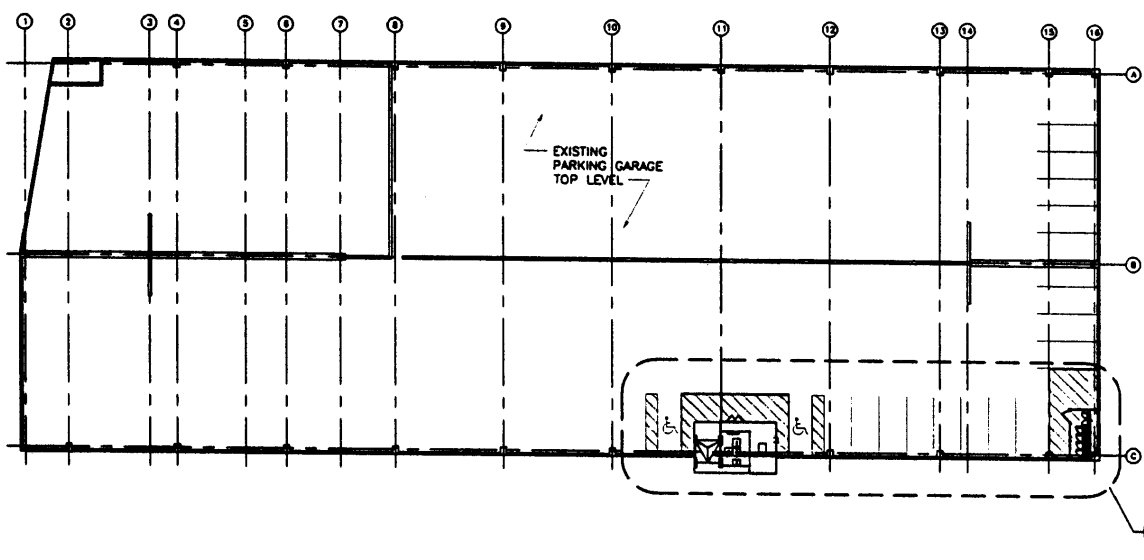 1 2 3 4 5 6 7 8 9 10 11 12 13 14 15 16
A
EXISTING
PARKING GARAGE
TOP LEVEL
B
C